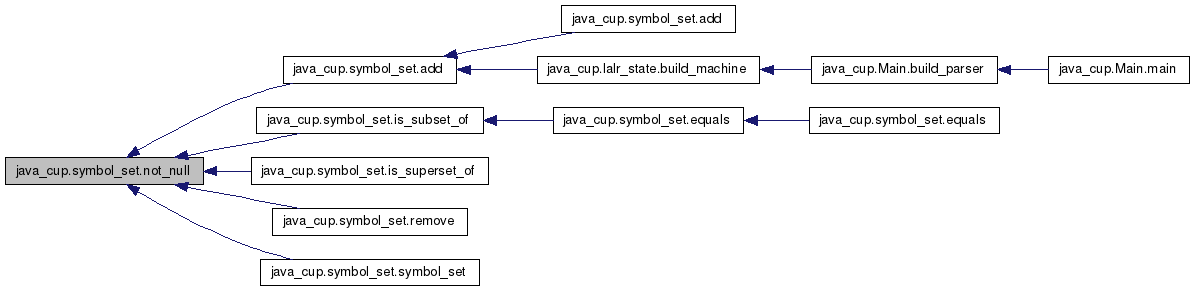 java_cup.symbol_set.add
java_cup.symbol_set.add
java_cup.lalr_state.build_machine
java_cup.Main.build_parser
java_cup.Main.main
java_cup.symbol_set.is_subset_of
java_cup.symbol_set.equals
java_cup.symbol_set.equals
java_cup.symbol_set.not_null
java_cup.symbol_set.is_superset_of
java_cup.symbol_set.remove
java_cup.symbol_set.symbol_set